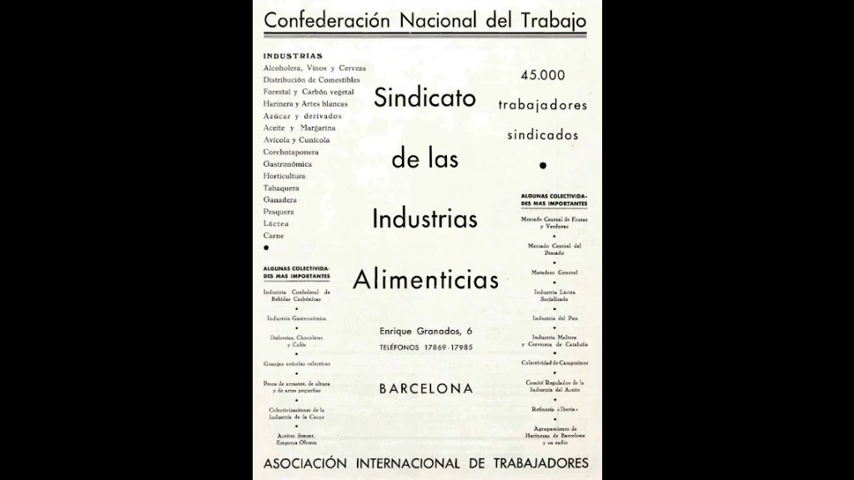 Confederación Nacional del Trabajo
INDUSTRIAS
Alcoholera, Vinos y Cerveza
Distribución de Comestibles
Forestal y Carbón vegetal
Harinera y Artes blancas
Azúcar y derivados
Aceite y Margarina
Avícola y Cunícola
Corchotaponera
Gastronómica
Horticultura
Tabaquera
Ganadera
Pesquera
Láctea
Carne
ALGUNAS COLECTIVIDA-
DES MAS IMPORTANTES
Industria Confederal de
Bebidas Carbónicas
Industria Gastronómica
Dulcerías, Chocolates
y Cafés
Granjas avícolas colectivas
Pesca de arrastre, de altura
y de artes pequeñas
Colectivizaciones de la
Industria de la Carne
Aceites
Empresa Obrera
Sindicato
de las
Industrias
Alimenticias
Enrique Granados, 6
TELÉFONOS 17869-17985
BARCELONA
45.000
trabajadores
sindicados
ALGUNAS COLECTIVIDA-
DES MAS IMPORTANTES
Mercado Central de Frutas
y Verduras
Mercado Central del
Pescado
Matadero General
Industria Láctea
Socializada
Industria del Pan
Industria Maltera
y Cervecera de Cataluña
Colectividad de Campesinos
Comité Regulador de la
Industria del Aceite
Refinería
Agrupamiento de
Harineras de Barcelona
y su radio
ASOCIACIÓN INTERNACIONAL DE TRABAJADORES